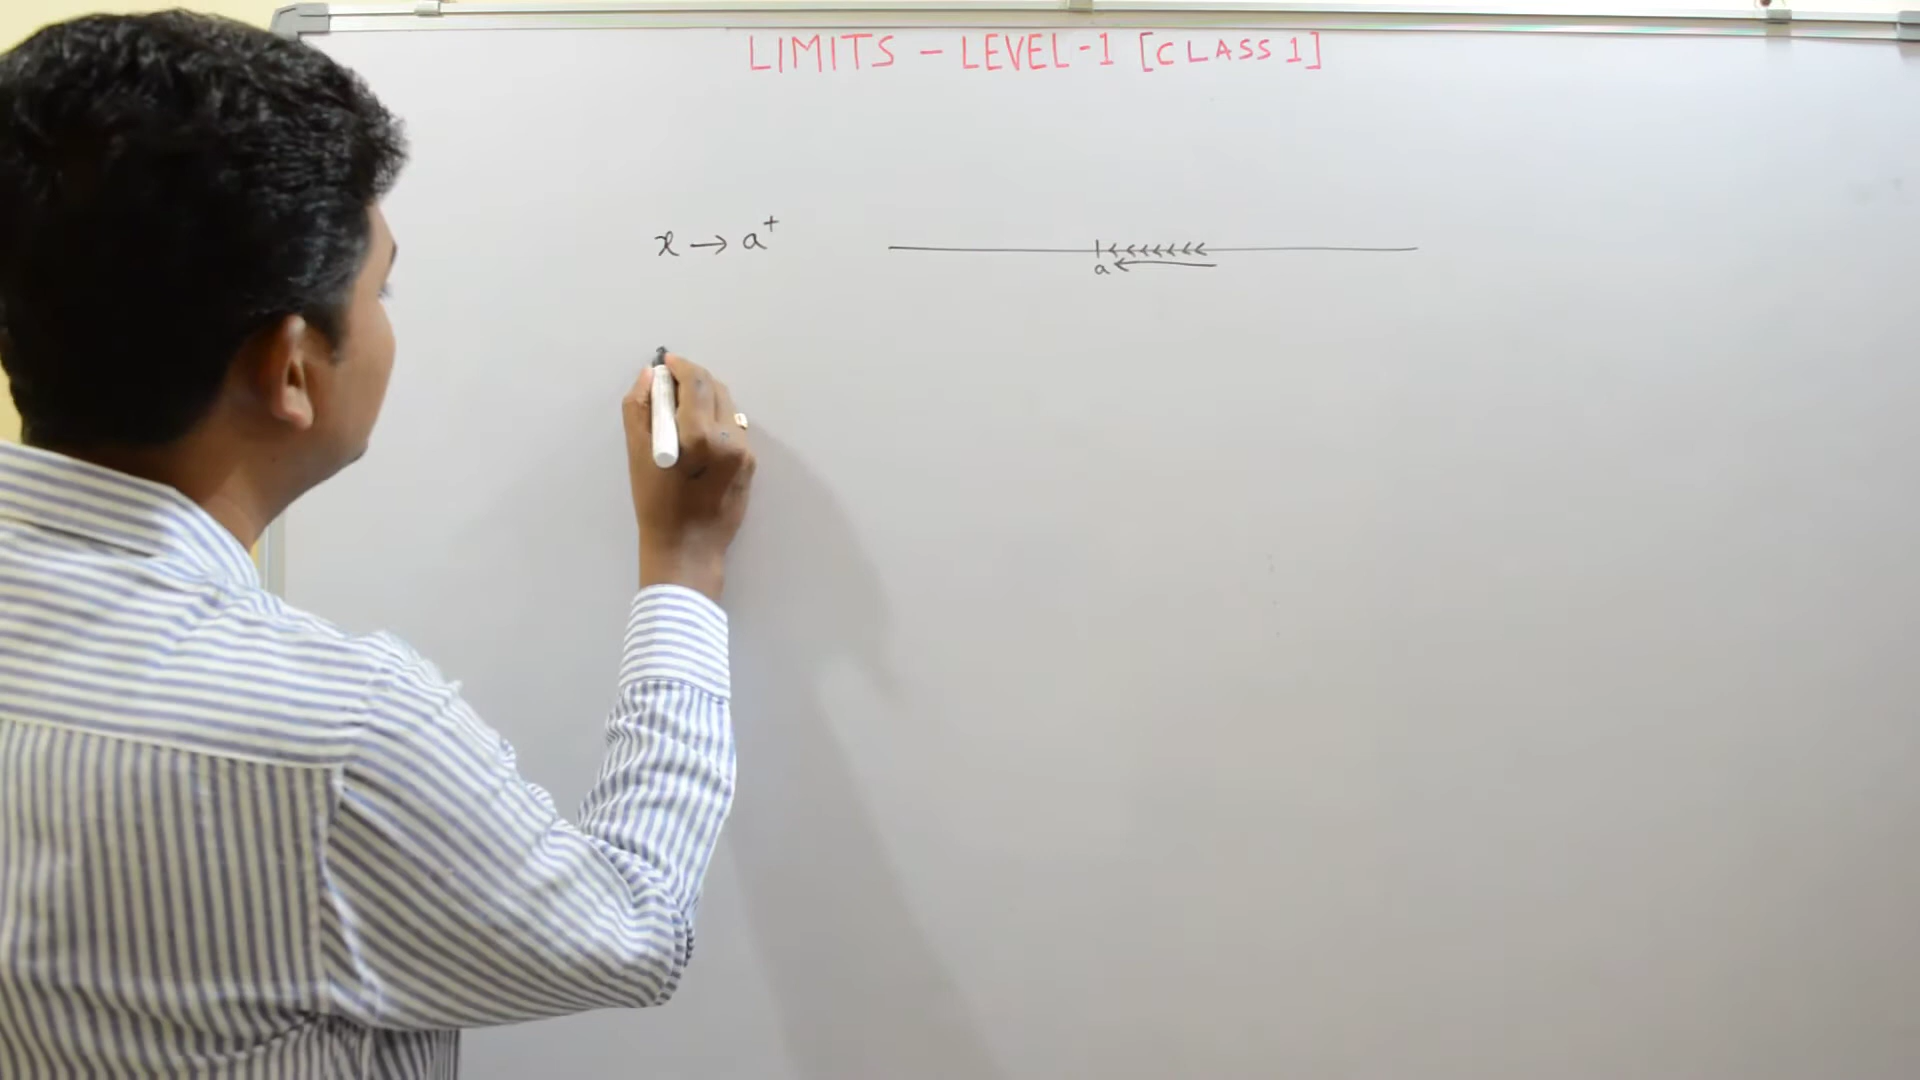 LIMITS – LEVEL-1 [CLASS 1]
x → a⁺
a